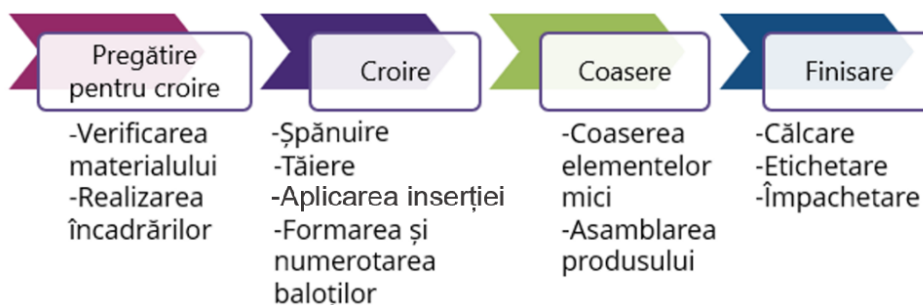 Pregătire
pentru croire
-Verificarea
materialului
-Realizarea
încadrărilor
Croire
-Șpănuire
-Tăiere
-Aplicarea inserției
-Formarea și
numerotarea
baloților
Coasere
-Coaserea
elementelor
mici
-Asamblarea
produsului
Finisare
-Călcare
-Etichetare
-Împachetare